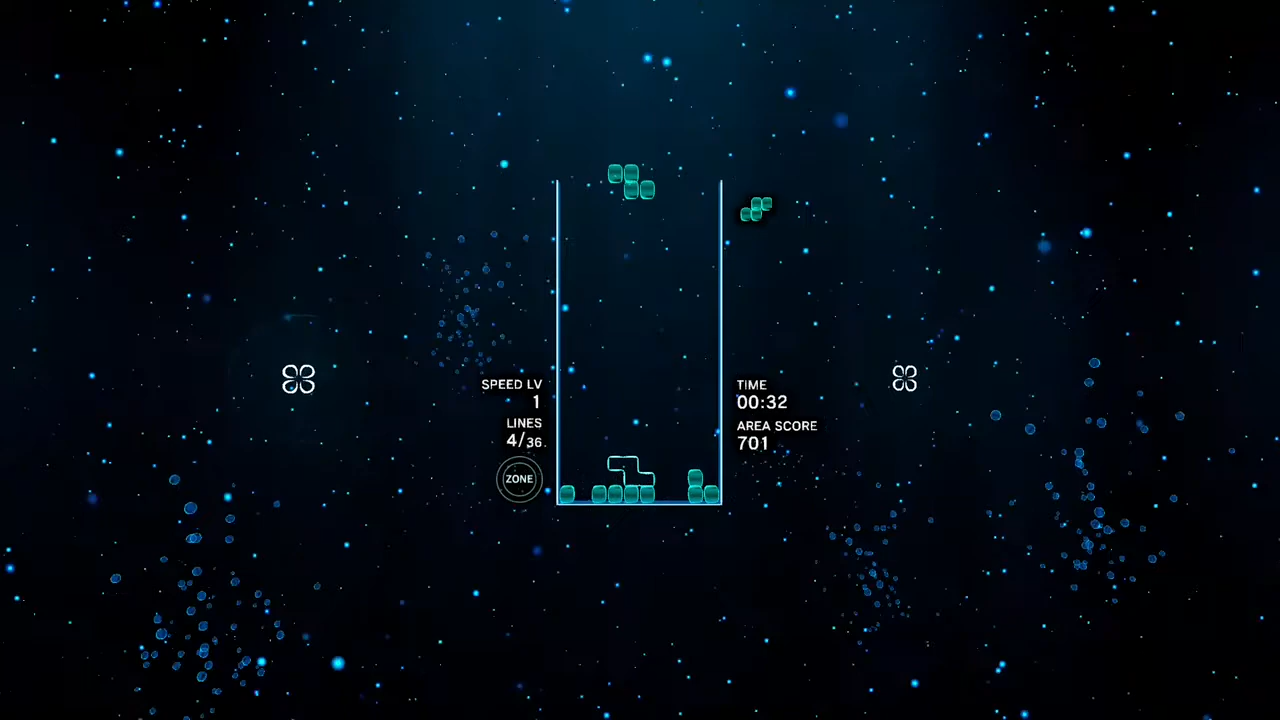 SPEED LV
1
LINES
4/36
ZONE
TIME
00:32
AREA SCORE
701